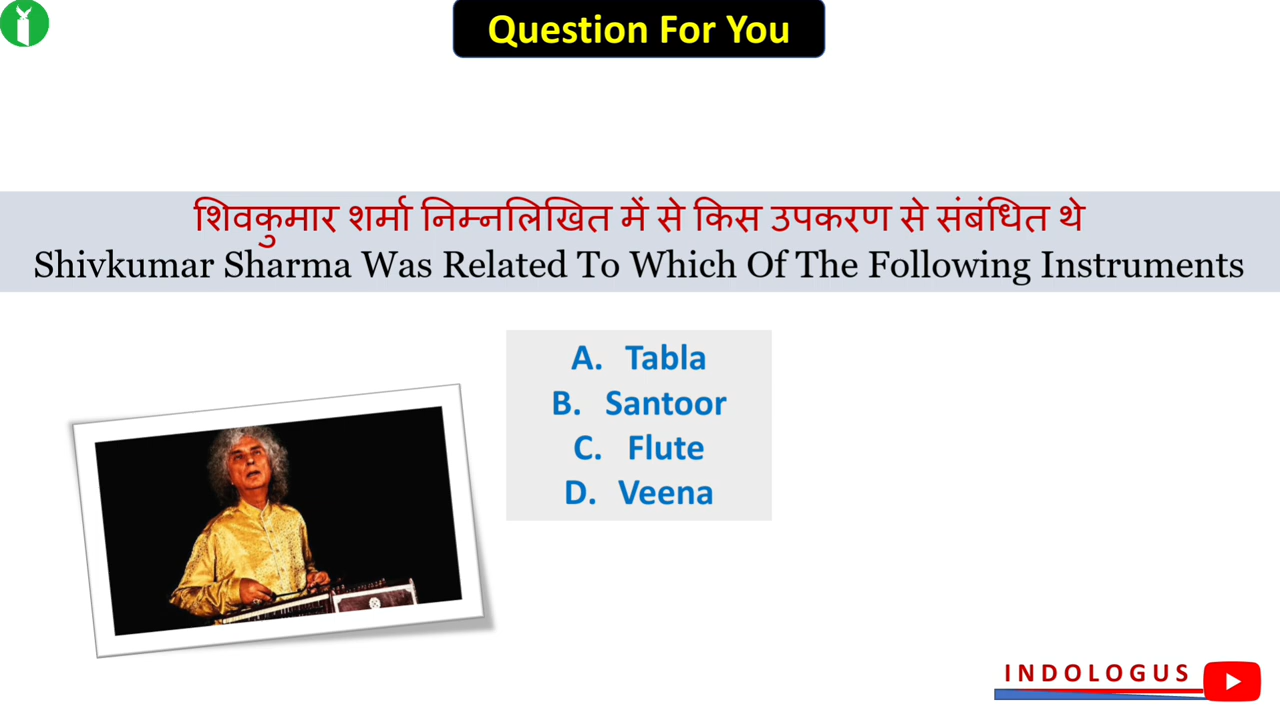 Question For You
शिवकुमार शर्मा निम्नलिखित में से किस उपकरण से संबंधित थे
Shivkumar Sharma Was Related To Which Of The Following Instruments
A. Tabla
B. Santoor
C. Flute
D. Veena
INDOLOGUS